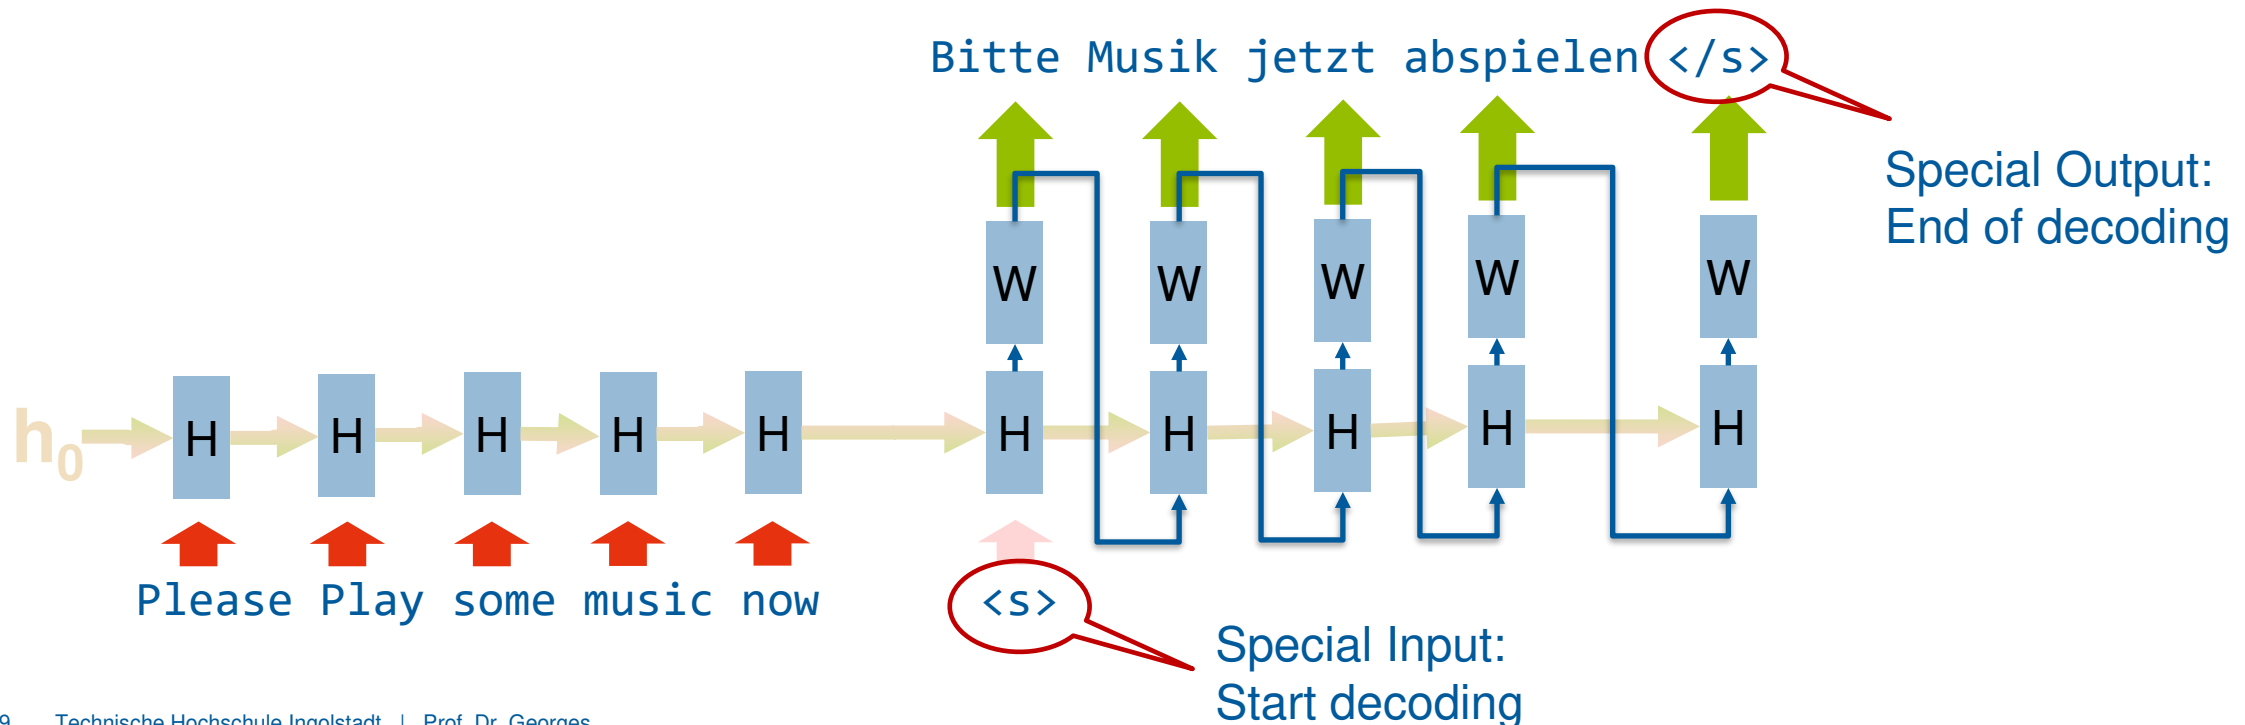 Bitte Musik jetzt abspielen </s>
Special Output:
End of decoding
W W W W W
h0 H H H H H H H H H H
Please Play some music now <s>
Special Input:
Start decoding
9 Technische Hochschule Ingolstadt | Prof. Dr. Georges